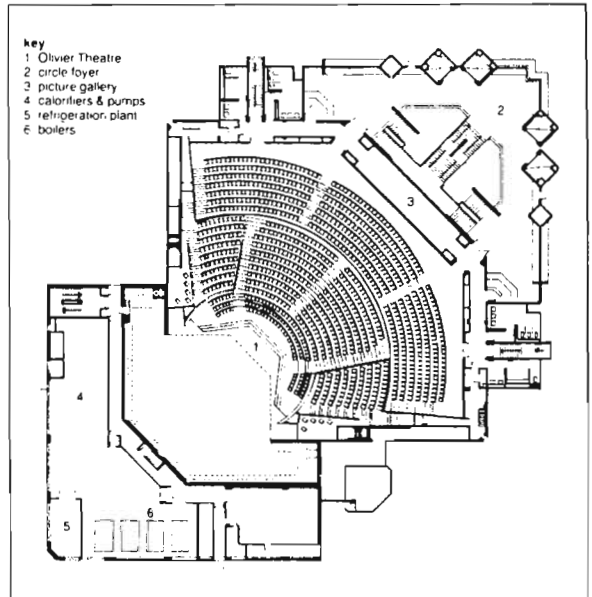 key
1 Olivier Theatre
2 circle foyer
3 picture gallery
4 calorifiers & pumps
5 refrigeration plant
6 boilers
2
3
1
4
6
5